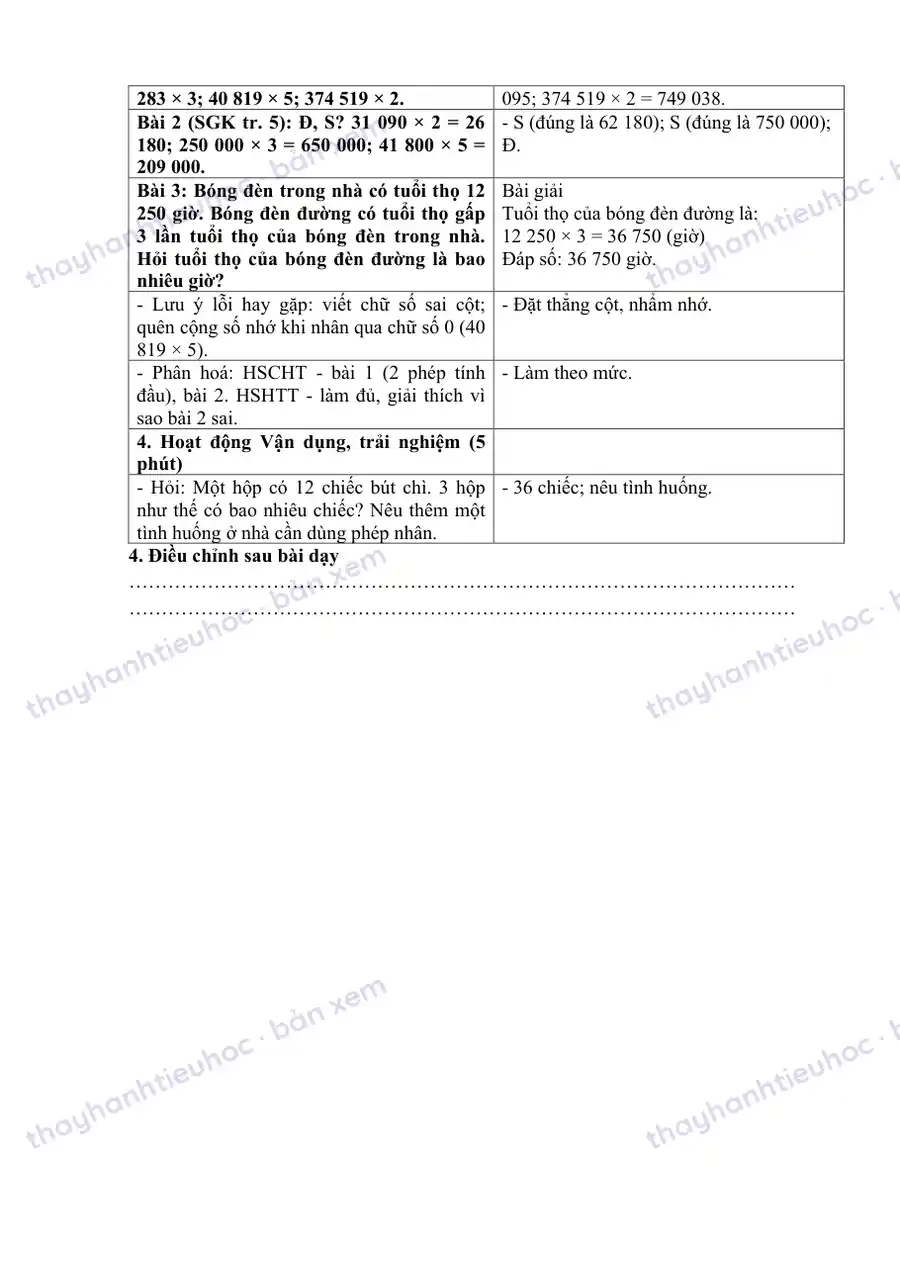 283 × 3; 40 819 × 5; 374 519 × 2.
095; 374 519 × 2 = 749 038.
Bài 2 (SGK tr. 5): Đ, S? 31 090 × 2 = 26
180; 250 000 × 3 = 650 000; 41 800 × 5 =
209 000.
- S (đúng là 62 180); S (đúng là 750 000);
Đ.
Bài 3: Bóng đèn trong nhà có tuổi thọ 12
250 giờ. Bóng đèn đường có tuổi thọ gấp
3 lần tuổi thọ của bóng đèn trong nhà.
Hỏi tuổi thọ của bóng đèn đường là bao
nhiêu giờ?
Bài giải
Tuổi thọ của bóng đèn đường là:
12 250 × 3 = 36 750 (giờ)
Đáp số: 36 750 giờ.
- Lưu ý lỗi hay gặp: viết chữ số sai cột;
quên cộng số nhớ khi nhân qua chữ số 0 (40
819 × 5).
- Đặt thẳng cột, nhẩm nhớ.
- Phân hoá: HSCHT - bài 1 (2 phép tính
đầu), bài 2. HSHTT - làm đủ, giải thích vì
sao bài 2 sai.
- Làm theo mức.
4. Hoạt động Vận dụng, trải nghiệm (5
phút)
- Hỏi: Một hộp có 12 chiếc bút chì. 3 hộp
như thế có bao nhiêu chiếc? Nêu thêm một
tình huống ở nhà cần dùng phép nhân.
- 36 chiếc; nêu tình huống.
4. Điều chỉnh sau bài dạy
thayhanhtieuhoc · bản xem
thayhanhtieuhoc · b
thayhanhtieuhoc · bản xem
thayhanhtieuhoc · b
thayhanhtieuhoc · bản xem
thayhanhtieuhoc · b